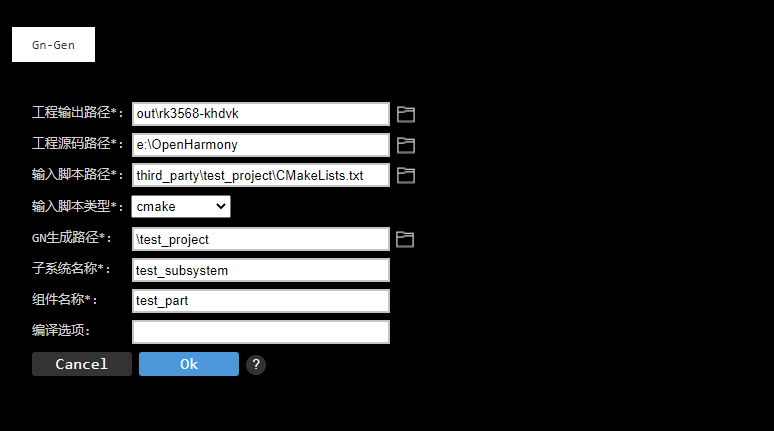 Gn-Gen
工程输出路径*: out\rk3568-khdvk
工程源码路径*: e:\OpenHarmony
输入脚本路径*: third_party\test_project\CMakeLists.txt
输入脚本类型*: cmake
GN生成路径*: \test_project
子系统名称*: test_subsystem
组件名称*: test_part
编译选项:
Cancel Ok ?